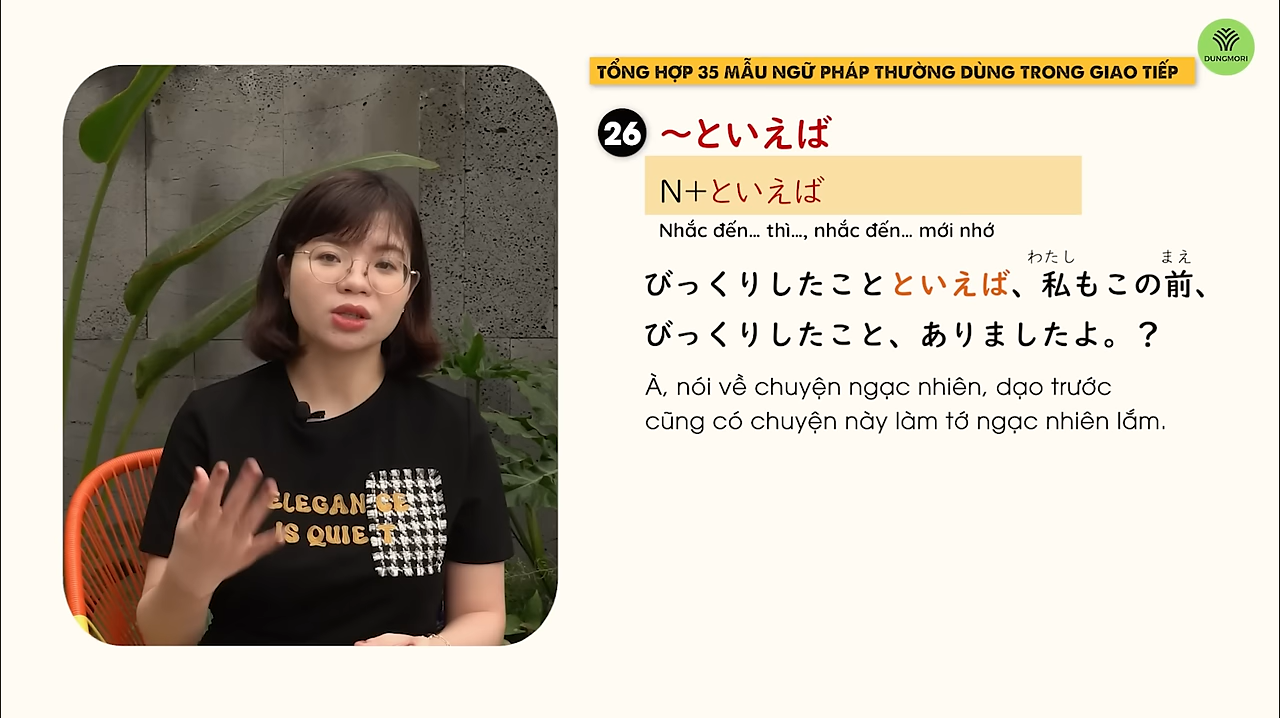 DUNGMORI
TỔNG HỢP 35 MẪU NGỮ PHÁP THƯỜNG DÙNG TRONG GIAO TIẾP
26 ～といえば
N+といえば
Nhắc đến... thì..., nhắc đến... mới nhớ
わたし まえ
びっくりしたことといえば、私もこの前、
びっくりしたこと、ありましたよ。？
À, nói về chuyện ngạc nhiên, dạo trước
cũng có chuyện này làm tớ ngạc nhiên lắm.
ELEGANCE
IS QUIET